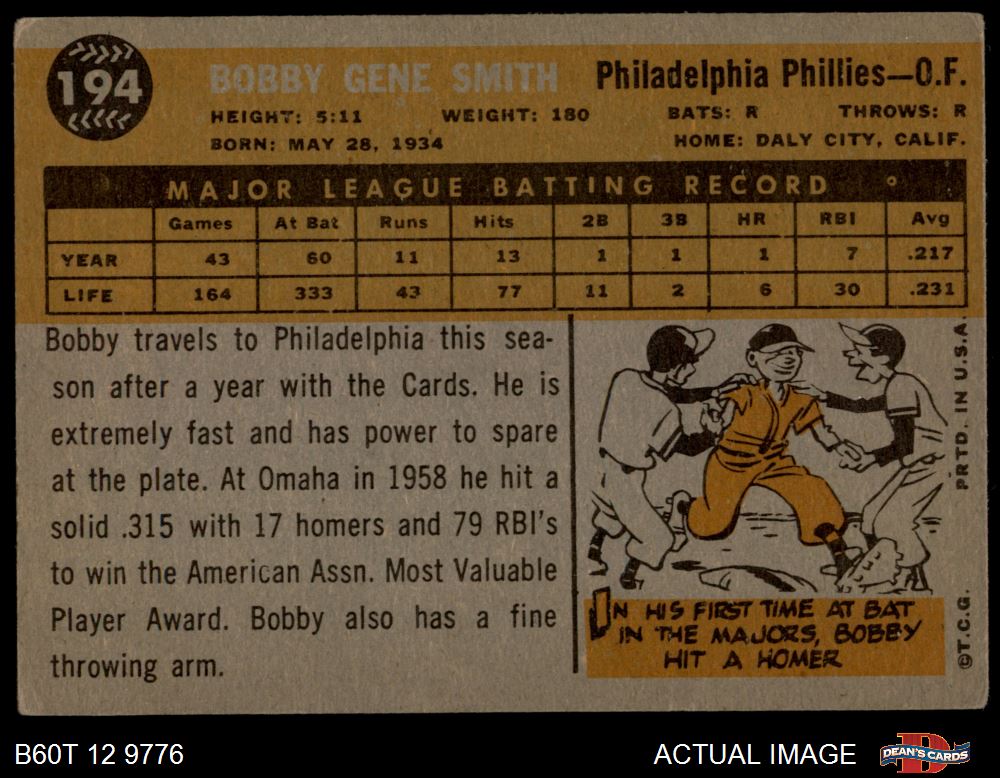 194
BOBBY GENE SMITH
Philadelphia Phillies—O.F.
HEIGHT: 5:11 WEIGHT: 180 BATS: R THROWS: R
BORN: MAY 28, 1934 HOME: DALY CITY, CALIF.
MAJOR LEAGUE BATTING RECORD
Games At Bat Runs Hits 2B 3B HR RBI Avg
YEAR 43 60 11 13 1 1 1 7 .217
LIFE 164 333 43 77 11 2 6 30 .231
Bobby travels to Philadelphia this sea-
son after a year with the Cards. He is
extremely fast and has power to spare
at the plate. At Omaha in 1958 he hit a
solid .315 with 17 homers and 79 RBI's
to win the American Assn. Most Valuable
Player Award. Bobby also has a fine
throwing arm.
IN HIS FIRST TIME AT BAT
IN THE MAJORS, BOBBY
HIT A HOMER
©T.C.G. PRTD. IN U.S.A.
B60T 12 9776
ACTUAL IMAGE
D
DEAN'S CARDS